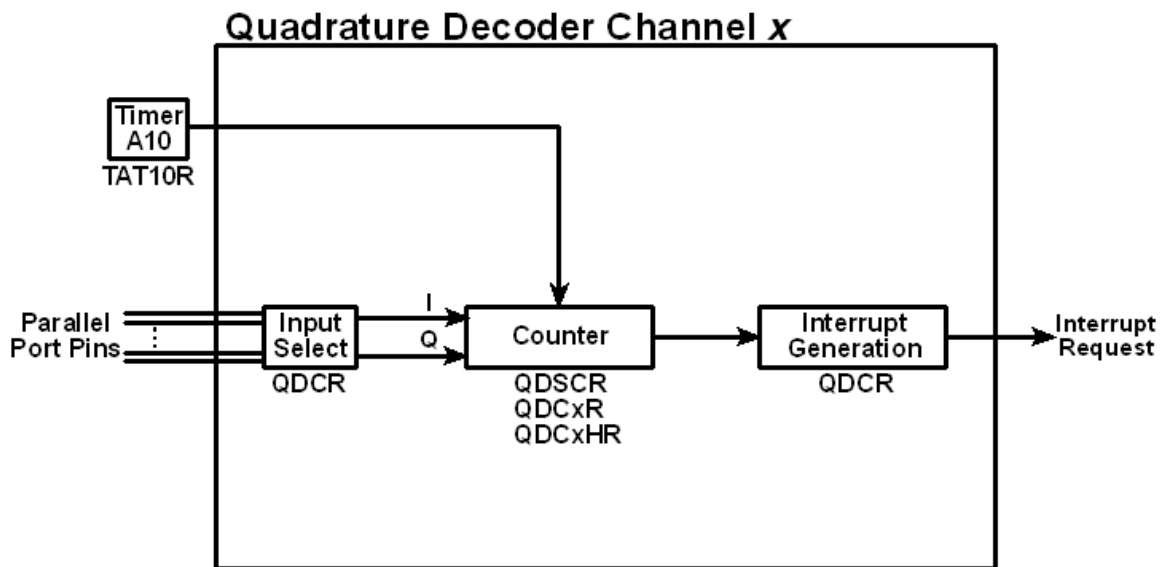 Quadrature Decoder Channel x
Timer
A10
TAT10R
Parallel
Port Pins
Input
Select
QDCR
I
Q
Counter
QDSCR
QDCxR
QDCxHR
Interrupt
Generation
QDCR
Interrupt
Request